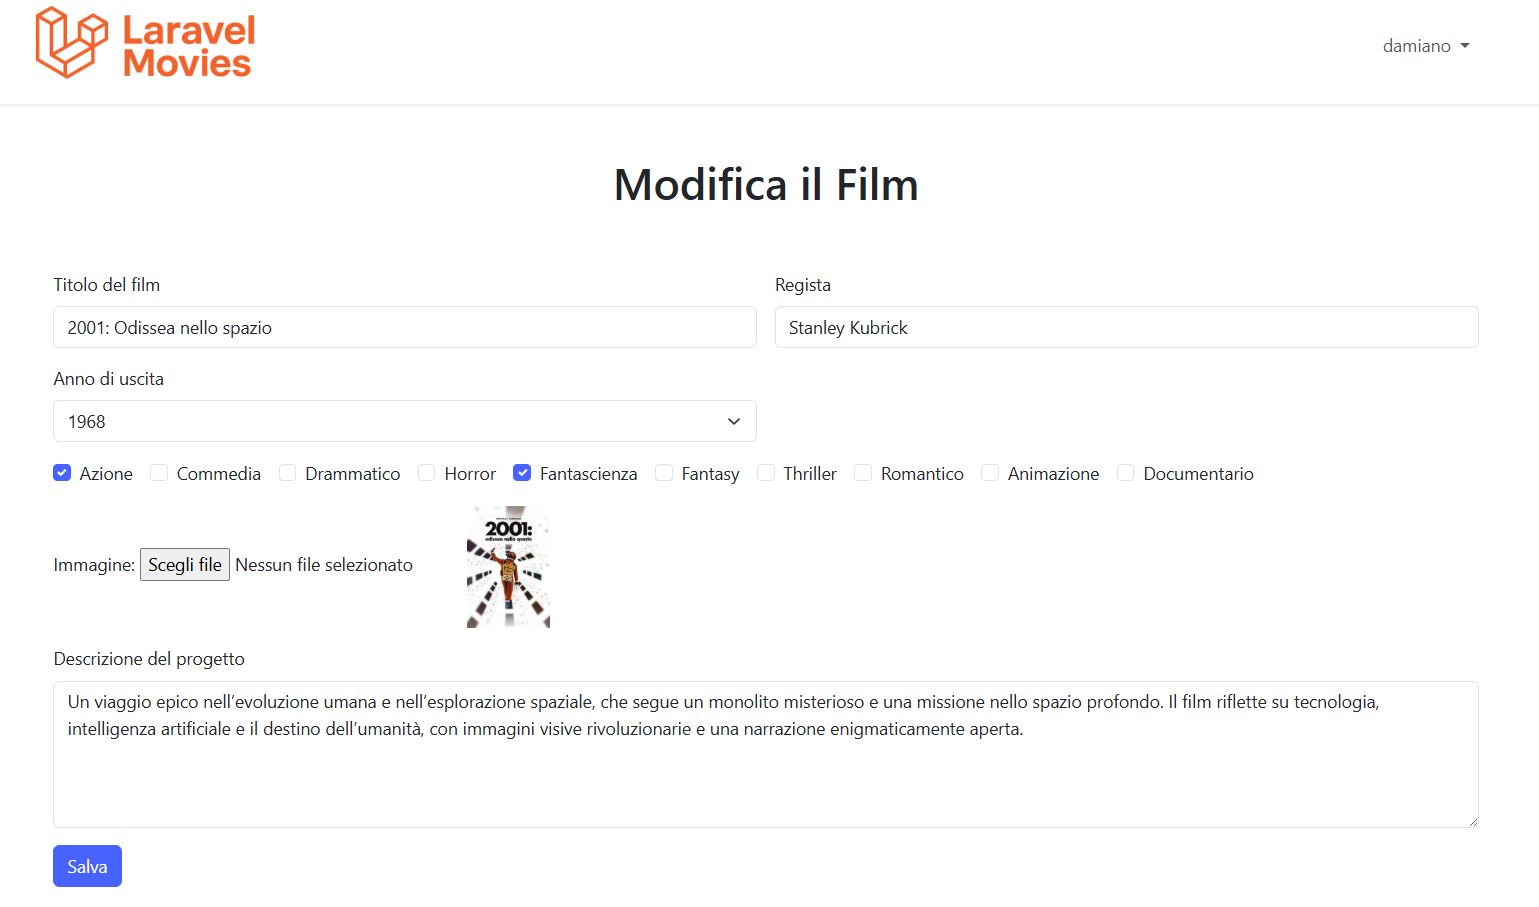 Laravel
Movies
damiano
Modifica il Film
Titolo del film
Regista
2001: Odissea nello spazio
Stanley Kubrick
Anno di uscita
1968
Azione Commedia Drammatico Horror Fantascienza Fantasy Thriller Romantico Animazione Documentario
2001:
odissea nello spazio
Immagine: Scegli file Nessun file selezionato
Descrizione del progetto
Un viaggio epico nell’evoluzione umana e nell’esplorazione spaziale, che segue un monolito misterioso e una missione nello spazio profondo. Il film riflette su tecnologia,
intelligenza artificiale e il destino dell’umanità, con immagini visive rivoluzionarie e una narrazione enigmaticamente aperta.
Salva